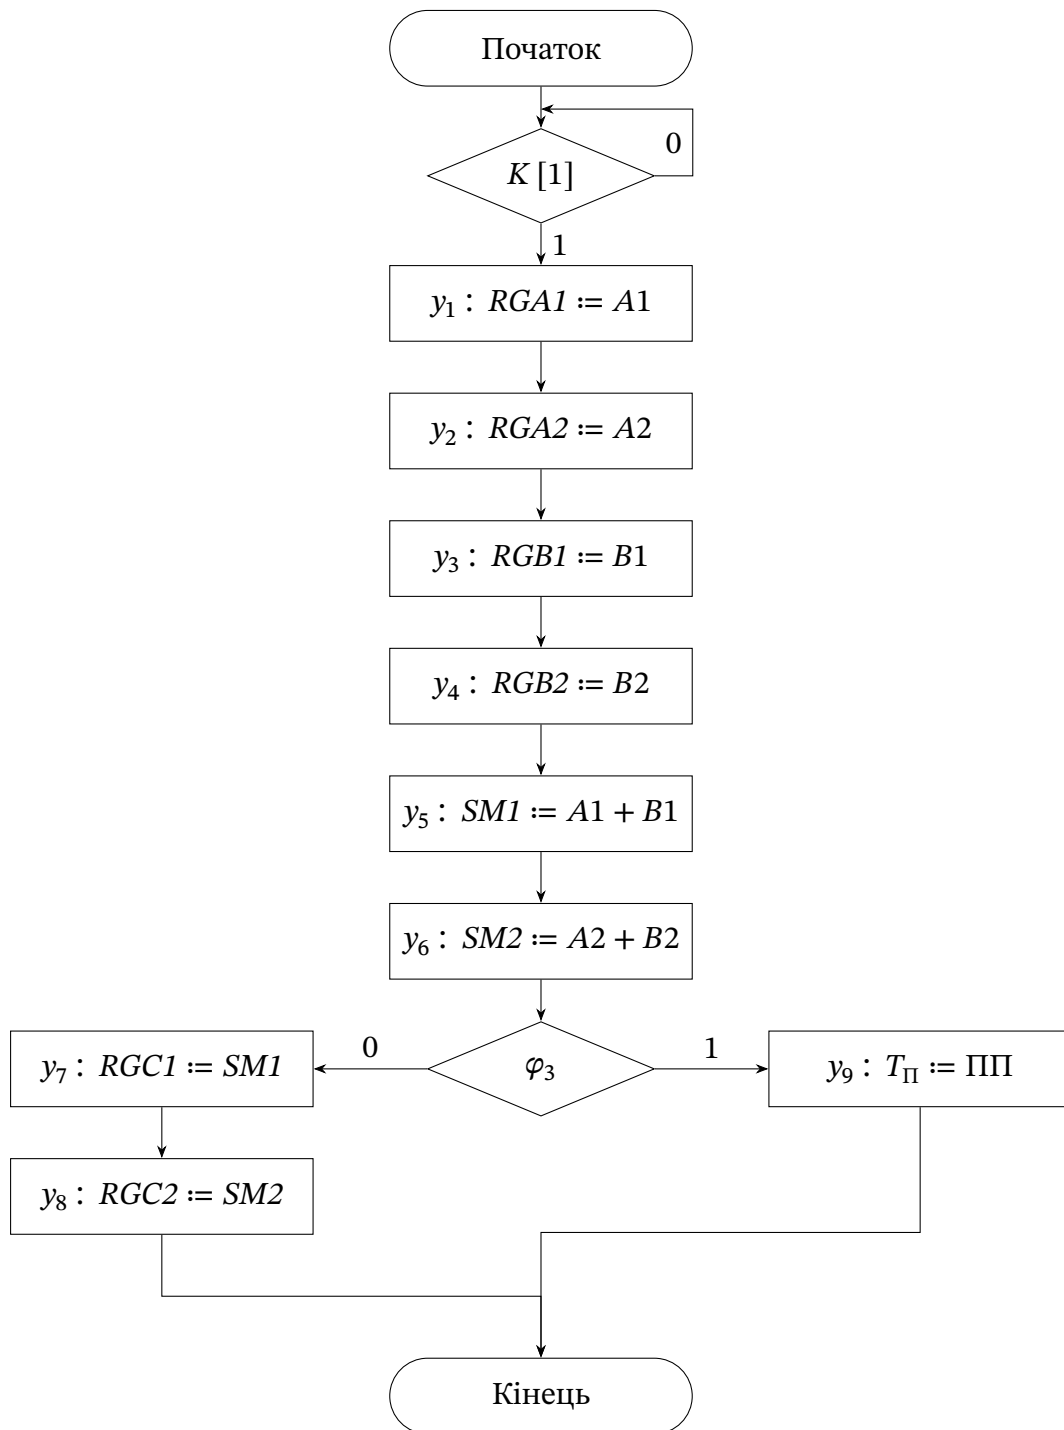 Початок
0
K [1]
1
y₁ : RGA1 ≔ A1
y₂ : RGA2 ≔ A2
y₃ : RGB1 ≔ B1
y₄ : RGB2 ≔ B2
y₅ : SM1 ≔ A1 + B1
y₆ : SM2 ≔ A2 + B2
0
φ₃
1
y₇ : RGC1 ≔ SM1
y₉ : T_П ≔ ПП
y₈ : RGC2 ≔ SM2
Кінець